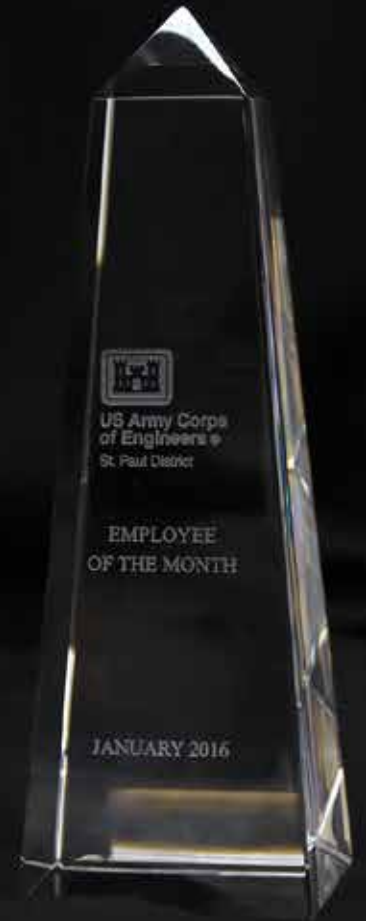 US Army Corps
of Engineers ®
St. Paul District
EMPLOYEE
OF THE MONTH
JANUARY 2016